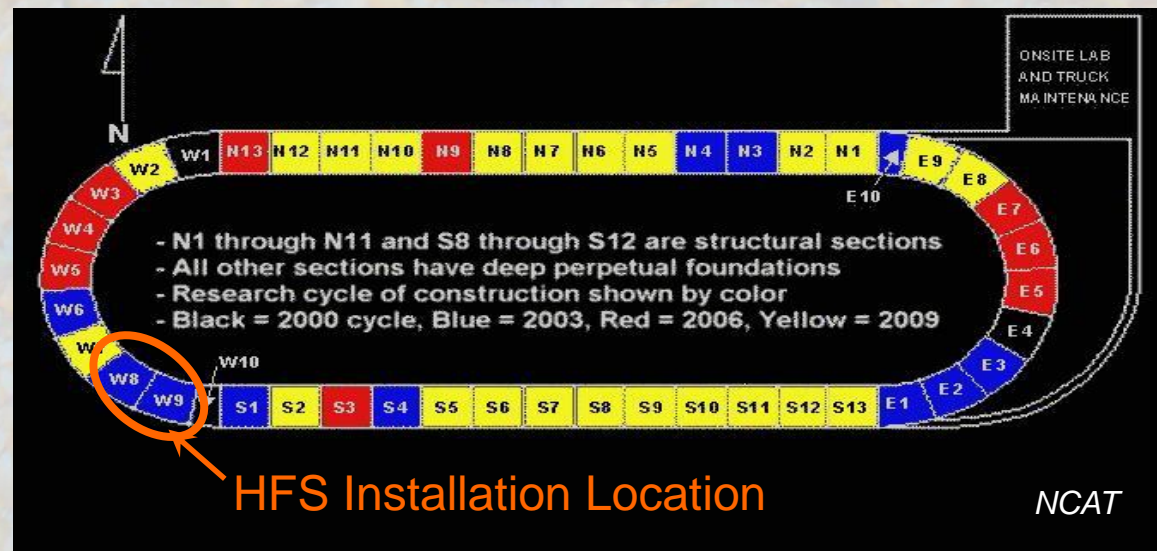 ONSITE LAB
AND TRUCK
MAINTENANCE
N
W2 W1 N13 N12 N11 N10 N9 N8 N7 N6 N5 N4 N3 N2 N1 E9 E8
E10
W3 E7
W4 E6
W5 E5
W6 E4
- N1 through N11 and S8 through S12 are structural sections
- All other sections have deep perpetual foundations
- Research cycle of construction shown by color
- Black = 2000 cycle, Blue = 2003, Red = 2006, Yellow = 2009
W10
W8 E3
W9 S1 S2 S3 S4 S5 S6 S7 S8 S9 S10 S11 S12 S13 E1 E2
HFS Installation Location
NCAT